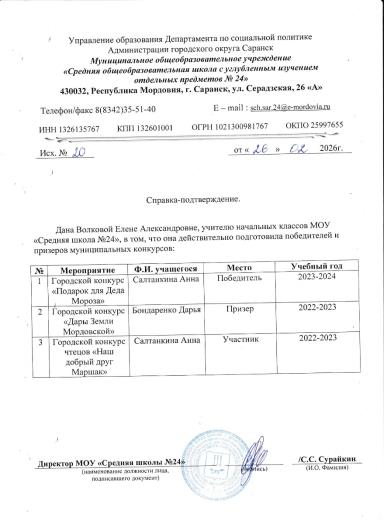 Управление образования Департамента по социальной политике
Администрации городского округа Саранск
Муниципальное общеобразовательное учреждение
«Средняя общеобразовательная школа с углубленным изучением
отдельных предметов № 24»
430032, Республика Мордовия, г. Саранск, ул. Серадзская, 26 «А»
Телефон/факс 8(8342)35-51-40 E – mail : sch.sar.24@e-mordovia.ru
ИНН 1326135767 КПП 132601001 ОГРН 1021300981767 ОКПО 25997655
Исх. № 20 от « 26 » 02 2026г.
Справка-подтверждение.
Дана Волковой Елене Александровне, учителю начальных классов МОУ
«Средняя школа №24», в том, что она действительно подготовила победителей и
призеров муниципальных конкурсов:
№ Мероприятие Ф.И. учащегося Место Учебный год
1 Городской конкурс Салтанкина Анна Победитель 2023-2024
«Подарок для Деда
Мороза»
2 Городской конкурс Бондаренко Дарья Призер 2022-2023
«Дары Земли
Мордовской»
3 Городской конкурс Салтанкина Анна Участник 2022-2023
чтецов «Наш
добрый друг
Маршак»
Директор МОУ «Средняя школы №24» /С.С. Сурайкин
(наименование должности лица, (подпись) (И.О. Фамилия)
подписавшего документ)